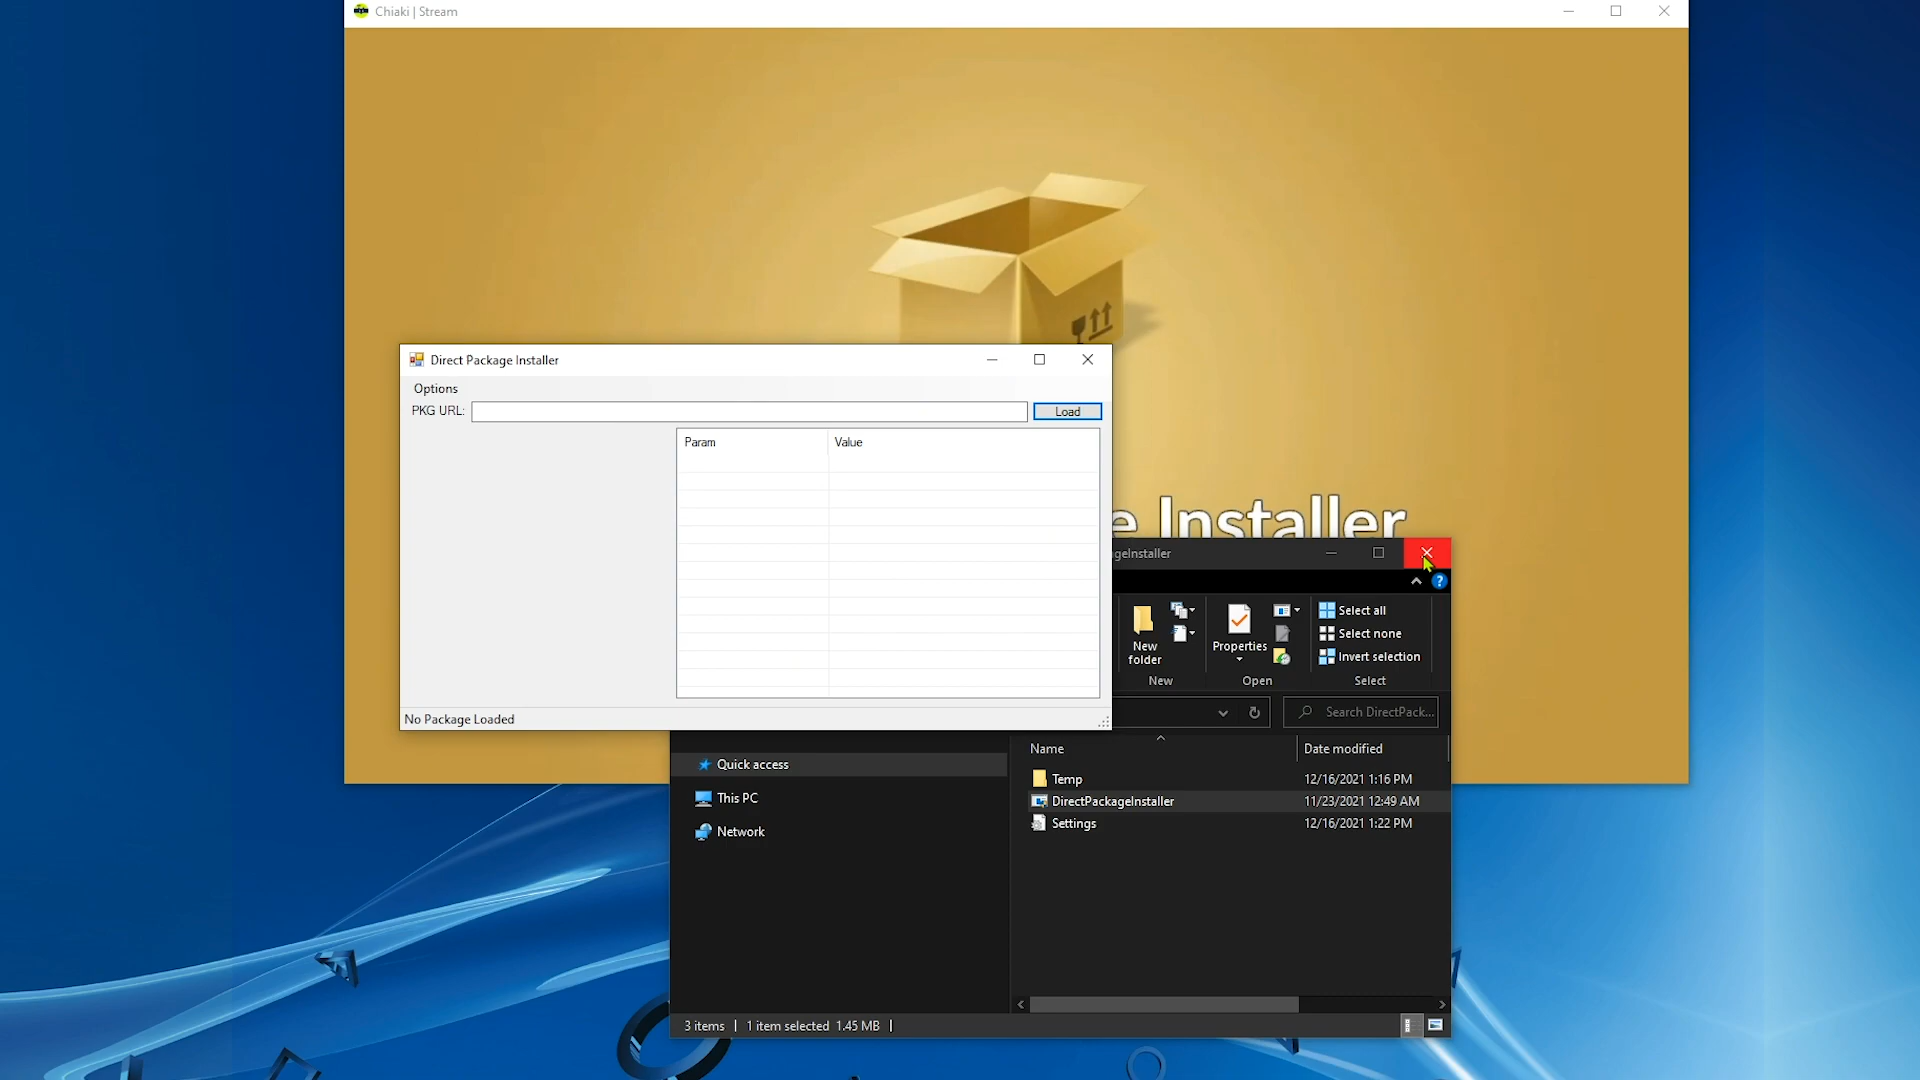 Chiaki | Stream
Direct Package Installer
Options
PKG URL:
Load
Param
Value
No Package Loaded
e Installer
geInstaller
New
folder
Properties
Select all
Select none
Invert selection
New
Open
Select
Search DirectPack...
Quick access
This PC
Network
Name
Date modified
Temp
12/16/2021 1:16 PM
DirectPackageInstaller
11/23/2021 12:49 AM
Settings
12/16/2021 1:22 PM
3 items
1 item selected 1.45 MB